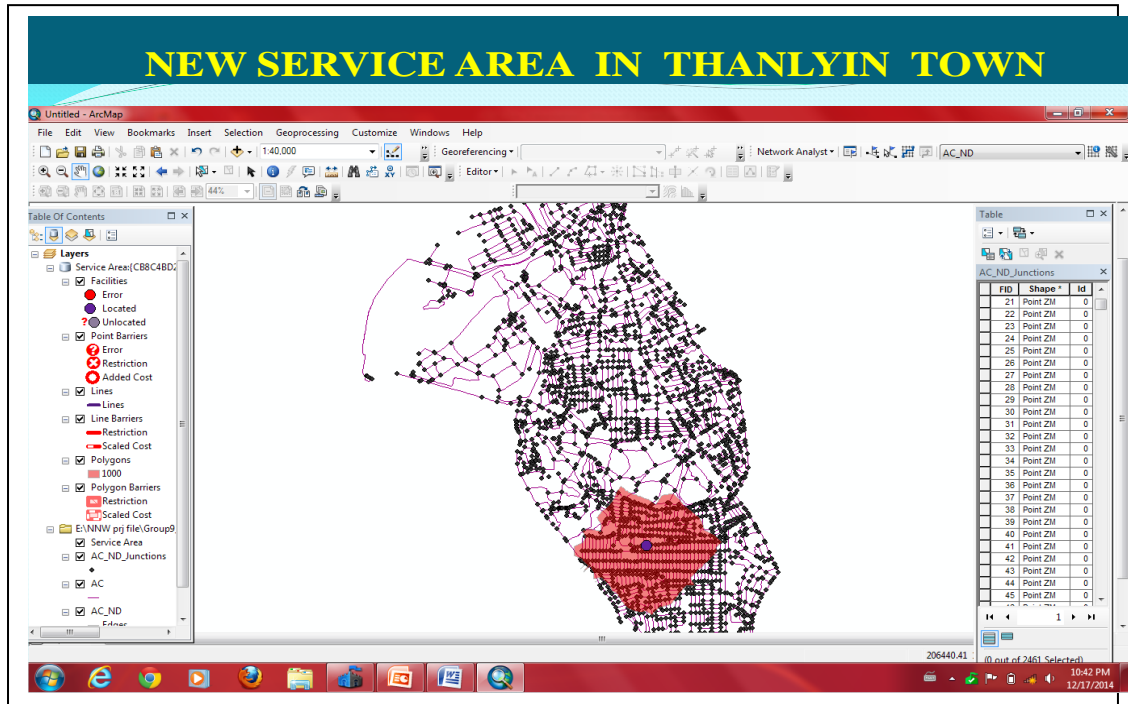 NEW SERVICE AREA IN THANLYIN TOWN
Untitled - ArcMap
File Edit View Bookmarks Insert Selection Geoprocessing Customize Windows Help
1:40,000 Georeferencing Network Analyst AC_ND
Editor
44%
Table Of Contents
Layers
Service Area:(CB8C4BD2
Facilities
Error
Located
Unlocated
Point Barriers
Error
Restriction
Added Cost
Lines
Lines
Line Barriers
Restriction
Scaled Cost
Polygons
1000
Polygon Barriers
Restriction
Scaled Cost
E:\NNW prj file\Group9
Service Area
AC_ND_Junctions
AC
AC_ND
Edges
Table
AC_ND_Junctions
FID Shape * Id
21 Point ZM 0
22 Point ZM 0
23 Point ZM 0
24 Point ZM 0
25 Point ZM 0
26 Point ZM 0
27 Point ZM 0
28 Point ZM 0
29 Point ZM 0
30 Point ZM 0
31 Point ZM 0
32 Point ZM 0
33 Point ZM 0
34 Point ZM 0
35 Point ZM 0
36 Point ZM 0
37 Point ZM 0
38 Point ZM 0
39 Point ZM 0
40 Point ZM 0
41 Point ZM 0
42 Point ZM 0
43 Point ZM 0
44 Point ZM 0
45 Point ZM 0
1
(0 out of 2461 Selected)
206440.41
10:42 PM
12/17/2014